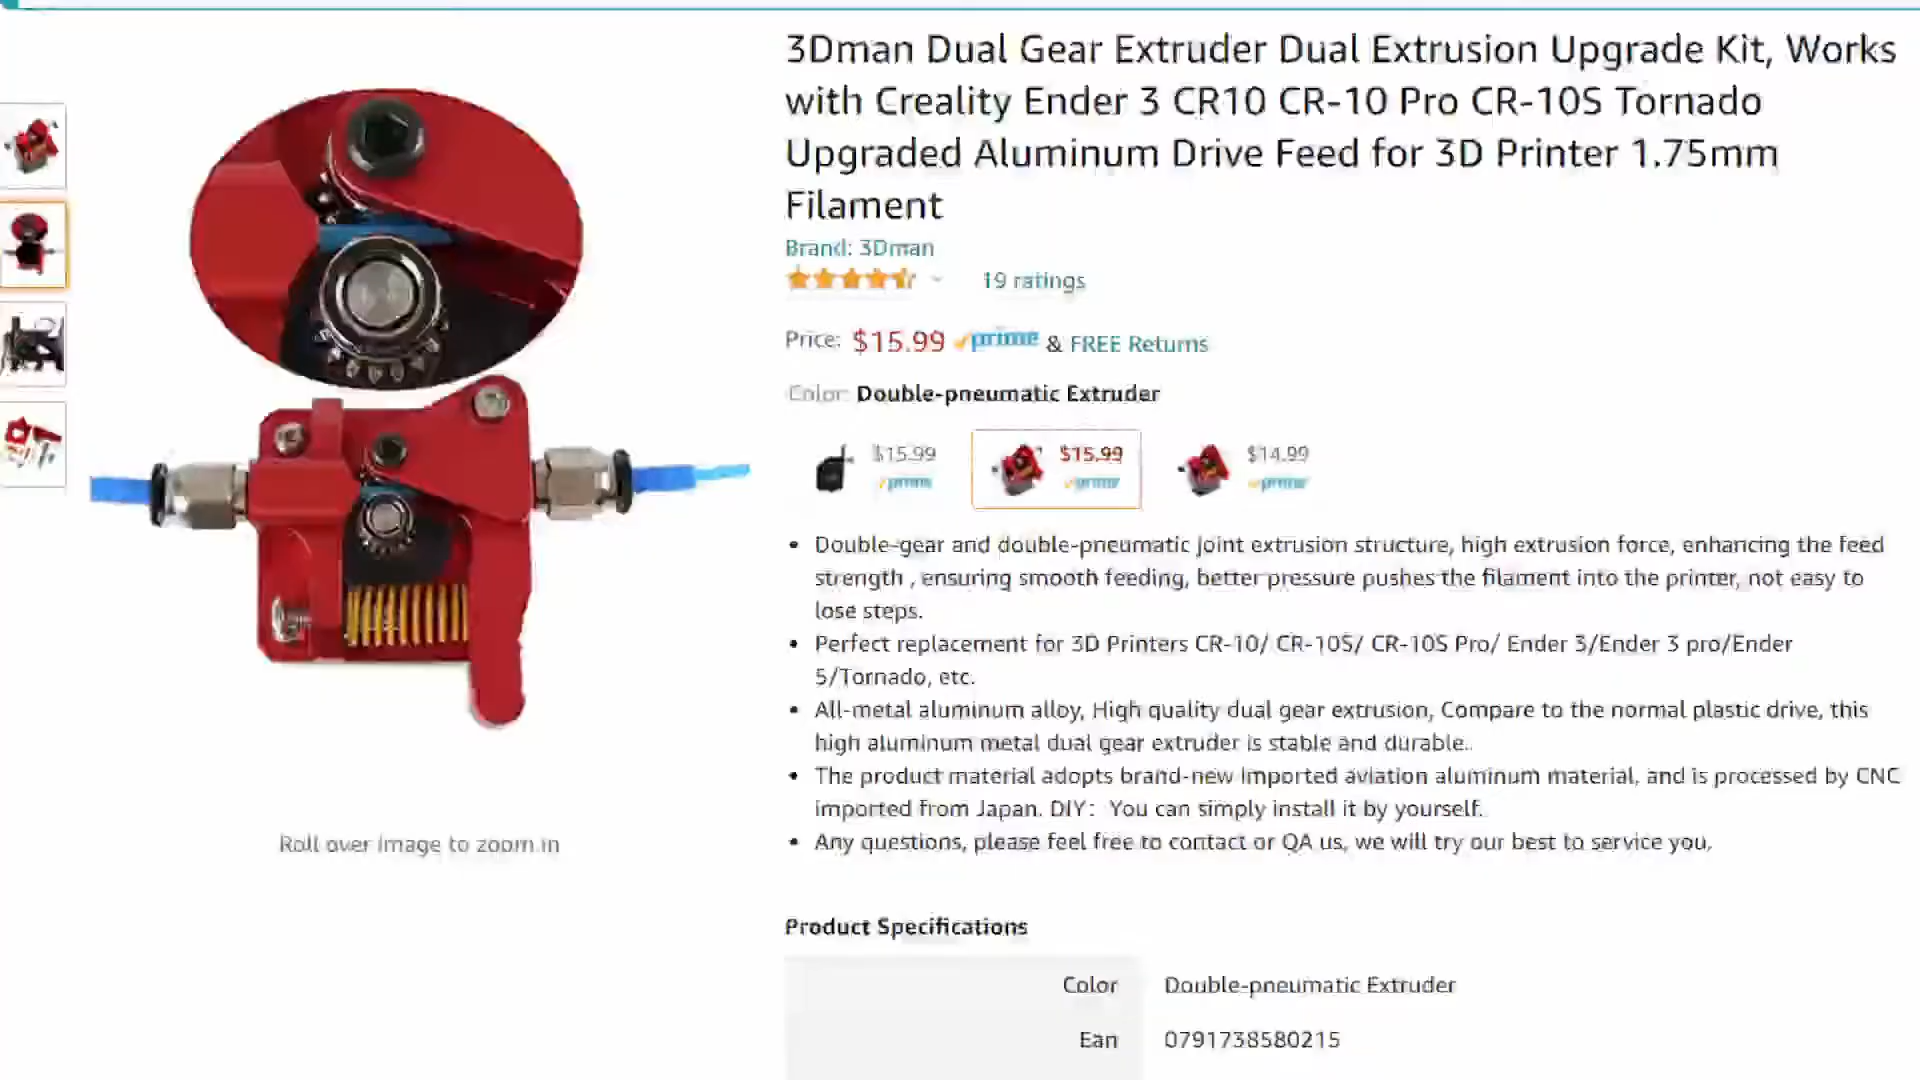 3Dman Dual Gear Extruder Dual Extrusion Upgrade Kit, Works
with Creality Ender 3 CR10 CR-10 Pro CR-10S Tornado
Upgraded Aluminum Drive Feed for 3D Printer 1.75mm
Filament
Brand: 3Dman
19 ratings
Price: $15.99 prime & FREE Returns
Color: Double-pneumatic Extruder
$15.99 $15.99 $14.99
prime prime prime
• Double-gear and double-pneumatic joint extrusion structure, high extrusion force, enhancing the feed
strength , ensuring smooth feeding, better pressure pushes the filament into the printer, not easy to
lose steps.
• Perfect replacement for 3D Printers CR-10/ CR-10S/ CR-10S Pro/ Ender 3/Ender 3 pro/Ender
5/Tornado, etc.
• All-metal aluminum alloy, High quality dual gear extrusion, Compare to the normal plastic drive, this
high aluminum metal dual gear extruder is stable and durable..
• The product material adopts brand-new imported aviation aluminum material, and is processed by CNC
imported from Japan. DIY：You can simply install it by yourself.
• Any questions, please feel free to contact or QA us, we will try our best to service you.
Roll over image to zoom in
Product Specifications
Color Double-pneumatic Extruder
Ean 0791738580215